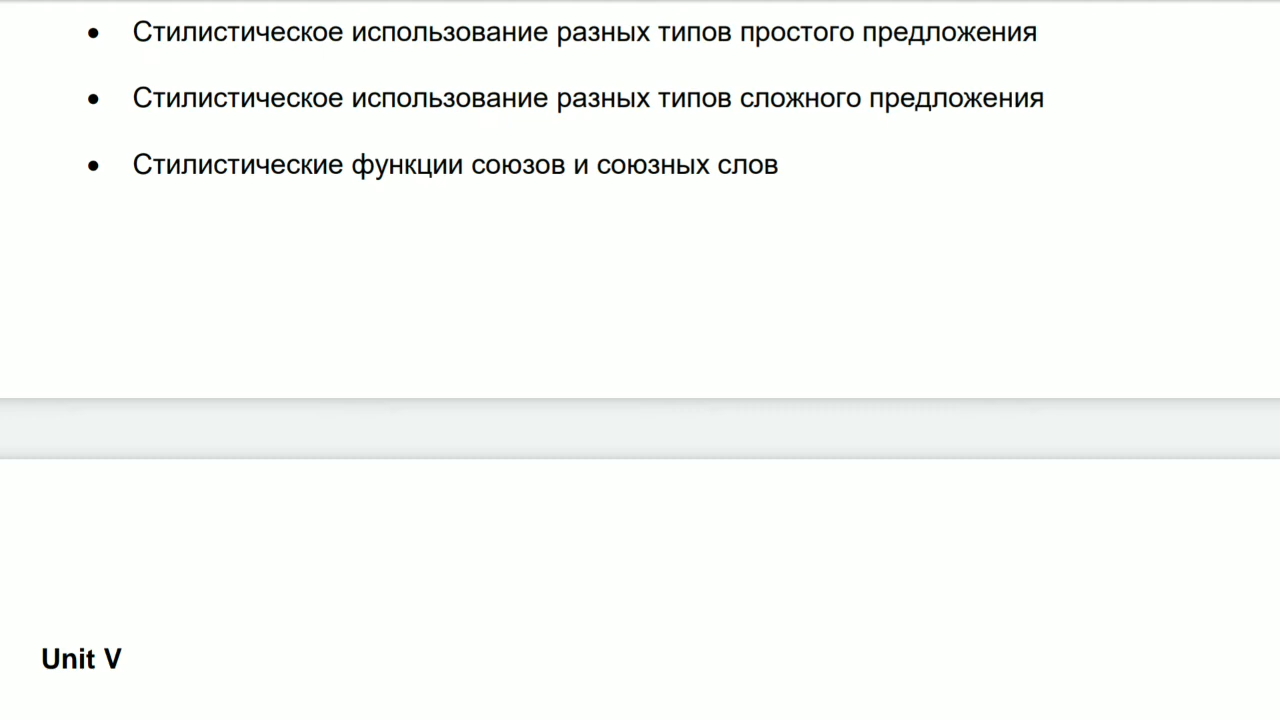 • Стилистическое использование разных типов простого предложения
• Стилистическое использование разных типов сложного предложения
• Стилистические функции союзов и союзных слов
Unit V